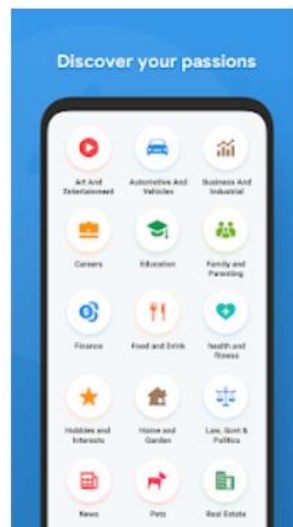 Discover your passions
Art And
Entertainment
Automotive And
Vehicles
Business And
Industrial
Careers
Education
Family and
Parenting
Finance
Food and Drink
health and
fitness
Hobbies and
Interests
Home and
Garden
Law, Govt &
Politics
News
Pets
Real Estate